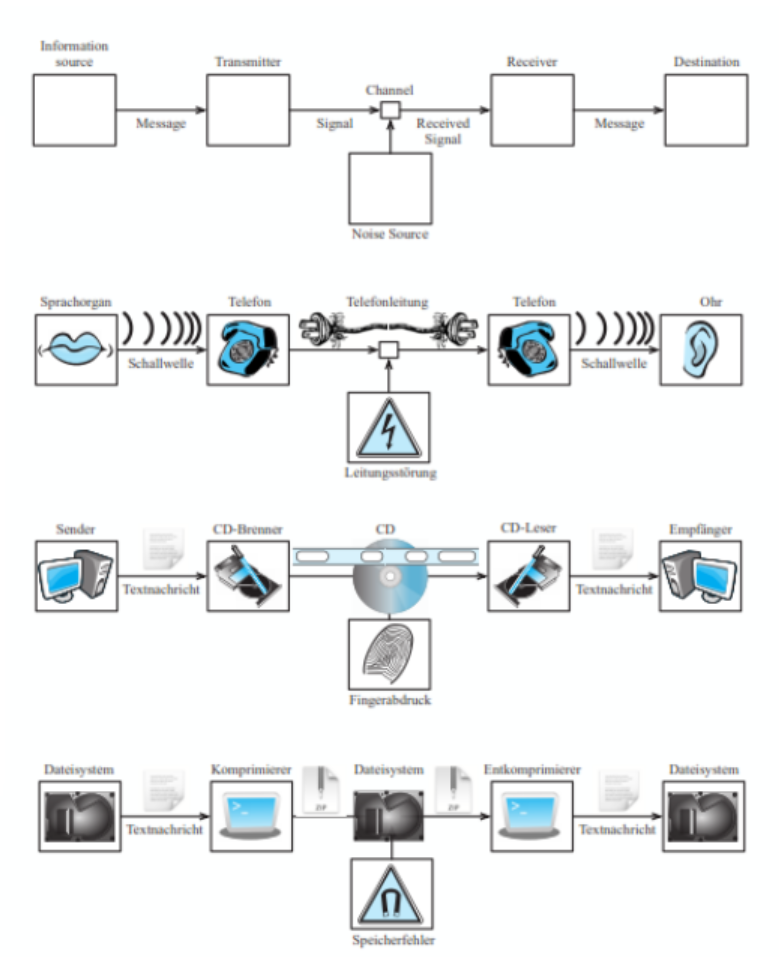 Information
source
Transmitter
Channel
Receiver
Destination
Message
Signal
Received
Signal
Message
Noise Source
Sprachorgan
Telefon
Telefonleitung
Telefon
Ohr
Schallwelle
Schallwelle
Leitungsstörung
Sender
CD-Brenner
CD
CD-Leser
Empfänger
Textnachricht
Textnachricht
Fingerabdruck
Dateisystem
Komprimierer
Dateisystem
Entkomprimierer
Dateisystem
ZIP
ZIP
>_
>_
Textnachricht
Textnachricht
Speicherfehler